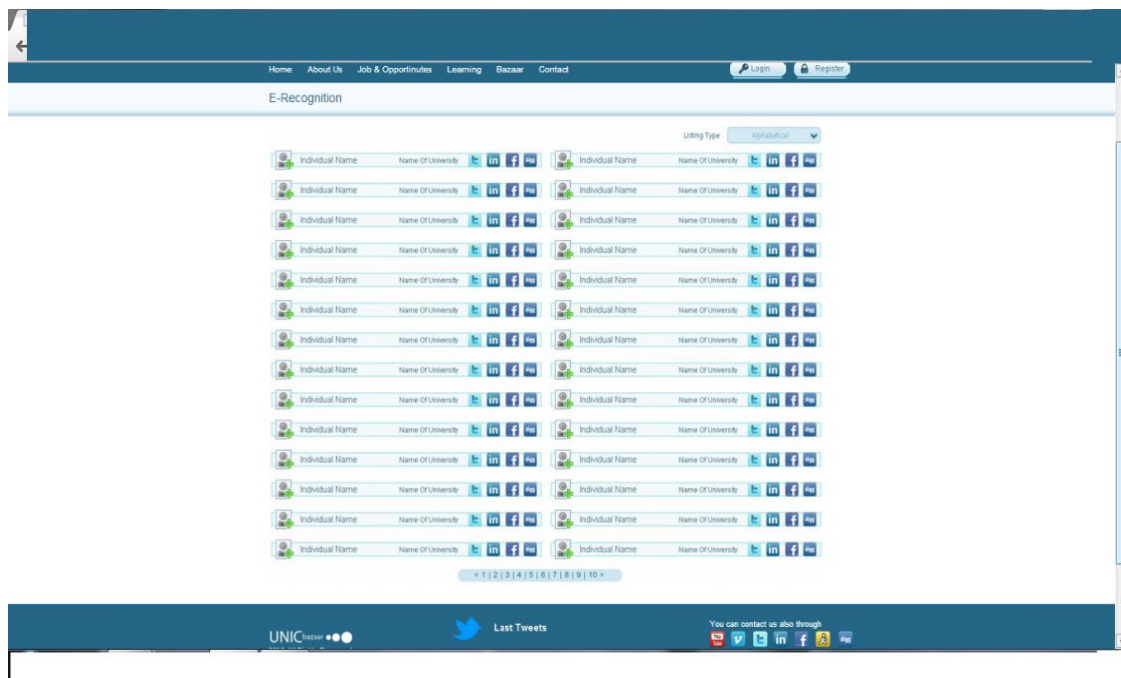 Home About Us Job & Opportinutes Learning Bazaar Contact Login Register
E-Recognition
Listing Type Alphabetical
Individual Name Name Of University Individual Name Name Of University
Individual Name Name Of University Individual Name Name Of University
Individual Name Name Of University Individual Name Name Of University
Individual Name Name Of University Individual Name Name Of University
Individual Name Name Of University Individual Name Name Of University
Individual Name Name Of University Individual Name Name Of University
Individual Name Name Of University Individual Name Name Of University
Individual Name Name Of University Individual Name Name Of University
Individual Name Name Of University Individual Name Name Of University
Individual Name Name Of University Individual Name Name Of University
Individual Name Name Of University Individual Name Name Of University
Individual Name Name Of University Individual Name Name Of University
Individual Name Name Of University Individual Name Name Of University
Individual Name Name Of University Individual Name Name Of University
< 1 | 2 | 3 | 4 | 5 | 6 | 7 | 8 | 9 | 10 >
You can contact us also through
Last Tweets
UNIC bazaar